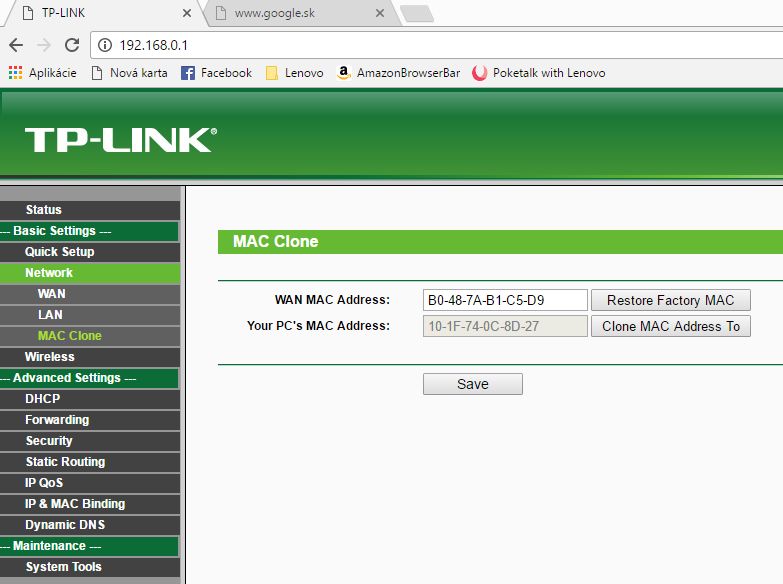 TP-LINK
www.google.sk
192.168.0.1
Aplikácie Nová karta Facebook Lenovo AmazonBrowserBar Poketalk with Lenovo
TP-LINK®
Status
--- Basic Settings ---
Quick Setup
Network
WAN
LAN
MAC Clone
Wireless
--- Advanced Settings ---
DHCP
Forwarding
Security
Static Routing
IP QoS
IP & MAC Binding
Dynamic DNS
--- Maintenance ---
System Tools
MAC Clone
WAN MAC Address: B0-48-7A-B1-C5-D9 Restore Factory MAC
Your PC's MAC Address: 10-1F-74-0C-8D-27 Clone MAC Address To
Save